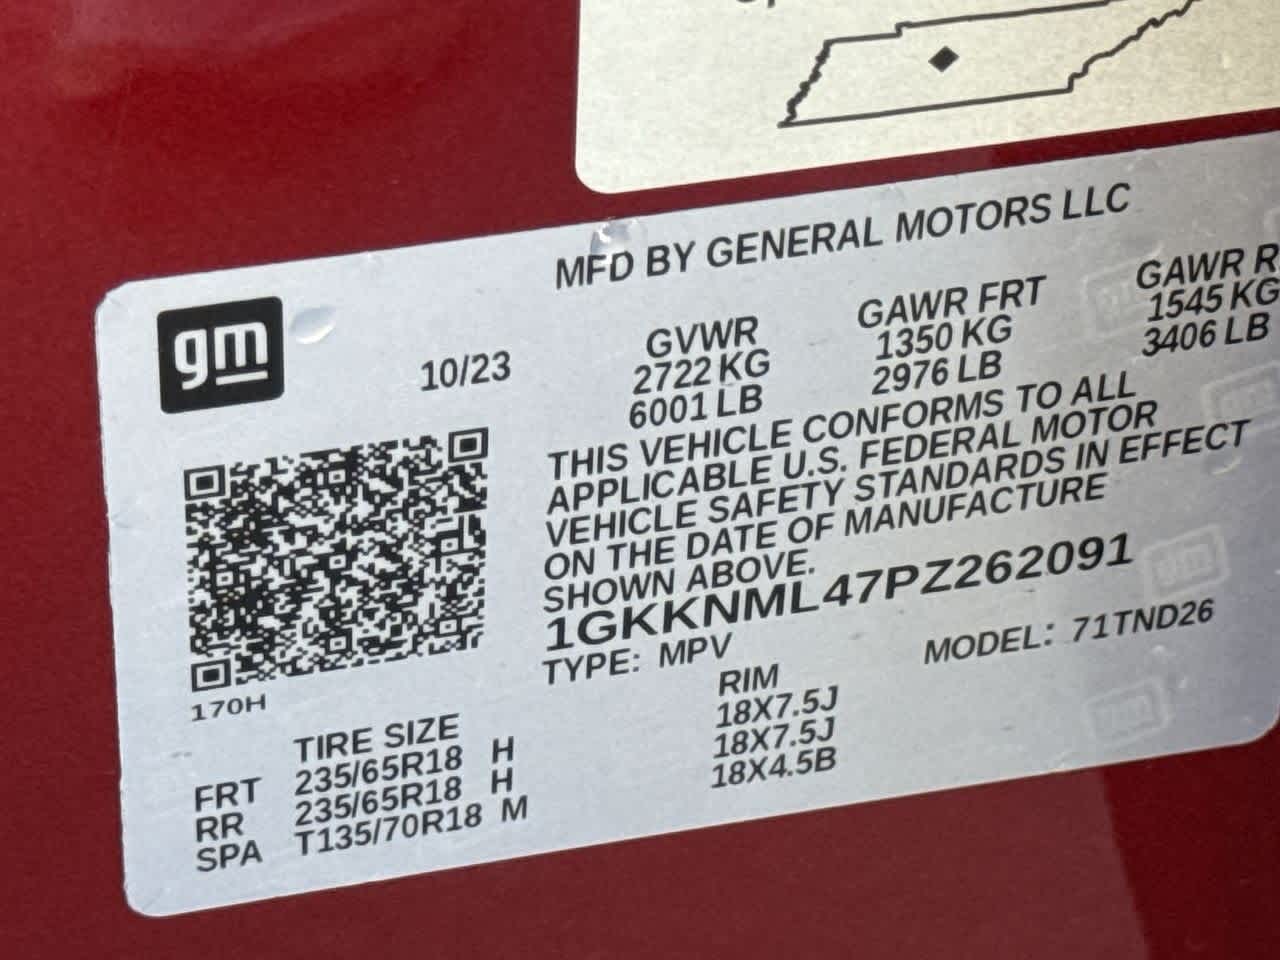 MFD BY GENERAL MOTORS LLC
gm
10/23
GVWR
2722 KG
6001 LB
GAWR FRT
1350 KG
2976 LB
GAWR R
1545 KG
3406 LB
THIS VEHICLE CONFORMS TO ALL
APPLICABLE U.S. FEDERAL MOTOR
VEHICLE SAFETY STANDARDS IN EFFECT
ON THE DATE OF MANUFACTURE
SHOWN ABOVE.
1GKKNML47PZ262091
TYPE: MPV
MODEL: 71TND26
170H
TIRE SIZE
RIM
FRT 235/65R18 H 18X7.5J
RR 235/65R18 H 18X7.5J
SPA T135/70R18 M 18X4.5B